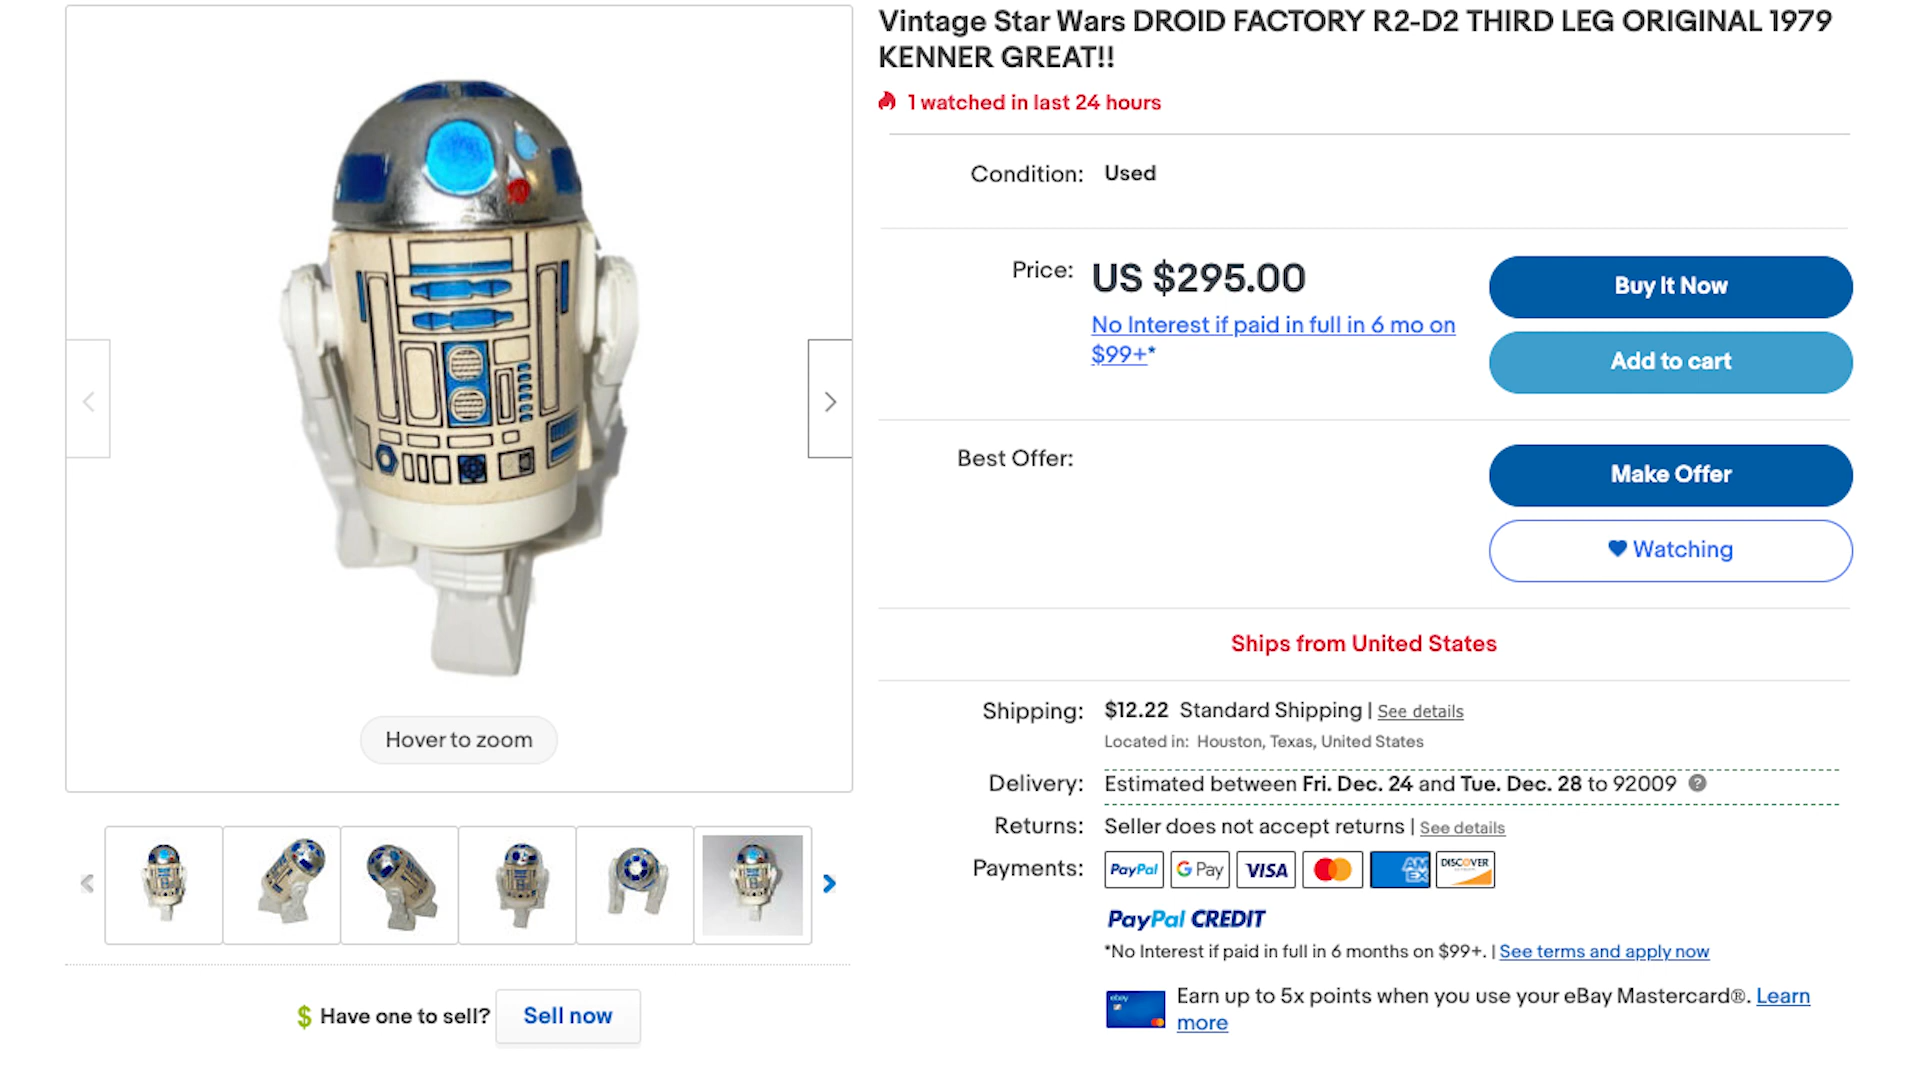 Vintage Star Wars DROID FACTORY R2-D2 THIRD LEG ORIGINAL 1979
KENNER GREAT!!
1 watched in last 24 hours
Condition: Used
Price: US $295.00
Buy It Now
No Interest if paid in full in 6 mo on
$99+*
Add to cart
Best Offer:
Make Offer
Watching
Ships from United States
Shipping: $12.22 Standard Shipping | See details
Located in: Houston, Texas, United States
Delivery: Estimated between Fri. Dec. 24 and Tue. Dec. 28 to 92009 ?
Returns: Seller does not accept returns | See details
Payments: PayPal G Pay VISA AMEX DISCOVER
PayPal CREDIT
*No Interest if paid in full in 6 months on $99+. | See terms and apply now
ebay
Earn up to 5x points when you use your eBay Mastercard®. Learn
more
Hover to zoom
$ Have one to sell? Sell now